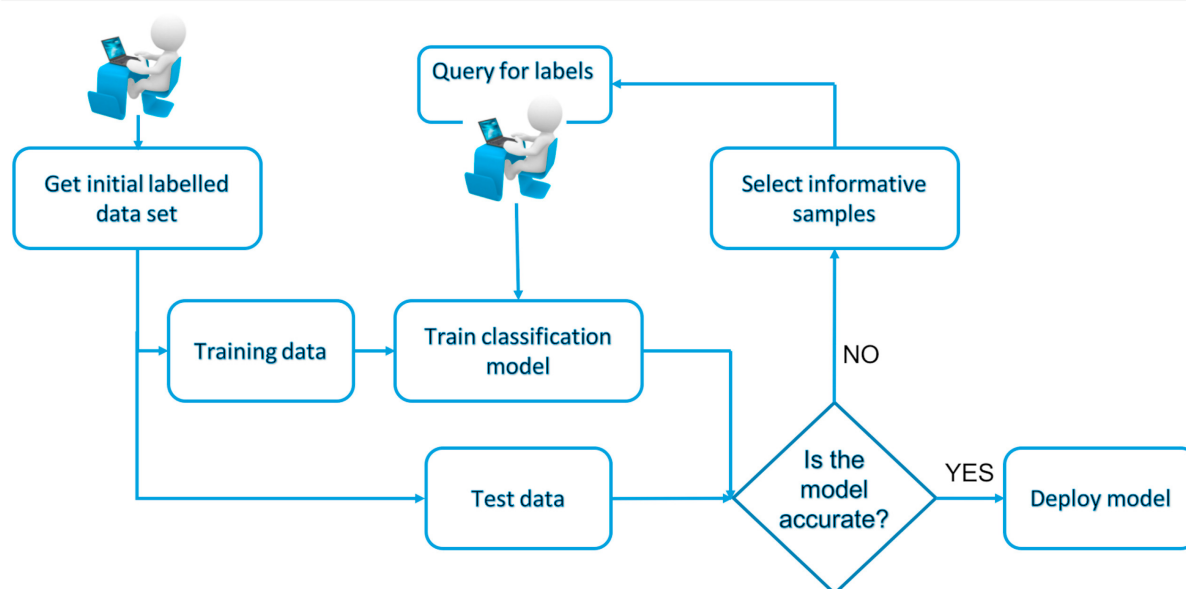 Query for labels
Get initial labelled
data set
Select informative
samples
Training data
Train classification
model
NO
Is the
model
accurate?
YES
Test data
Deploy model